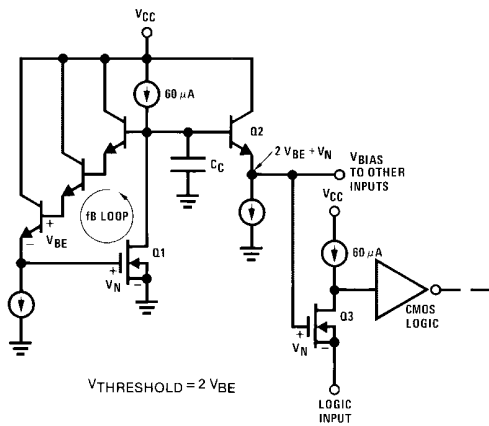 VCC
60 μA
Q2
2 VBE + VN
VBIAS
TO OTHER
INPUTS
CC
VCC
+
VBE
−
fB LOOP
60 μA
Q1
+
VN
−
CMOS
LOGIC
Q3
+
VN
−
VTHRESHOLD = 2 VBE
LOGIC
INPUT